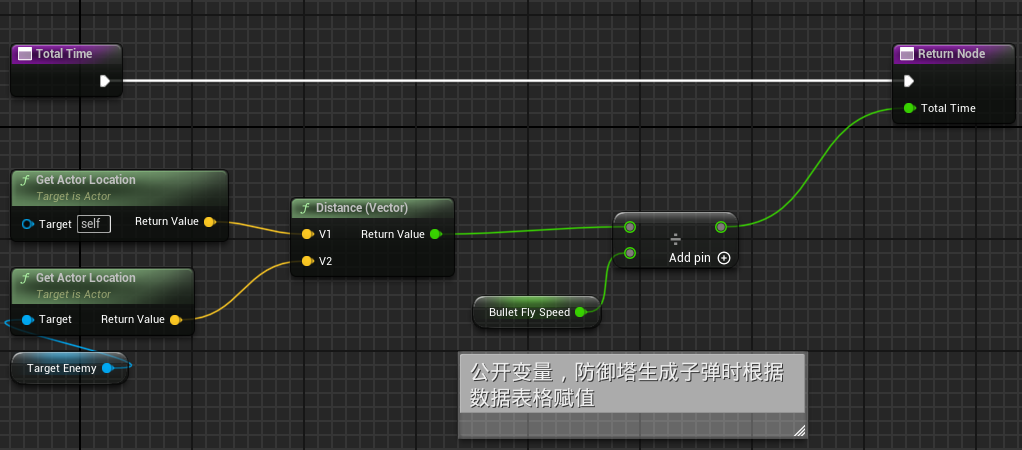 Total Time
Return Node
Total Time
Get Actor Location
Target is Actor
Target self Return Value
Distance (Vector)
V1 Return Value
V2
÷
Add pin
Get Actor Location
Target is Actor
Target Return Value
Bullet Fly Speed
Target Enemy
公开变量，防御塔生成子弹时根据
数据表格赋值